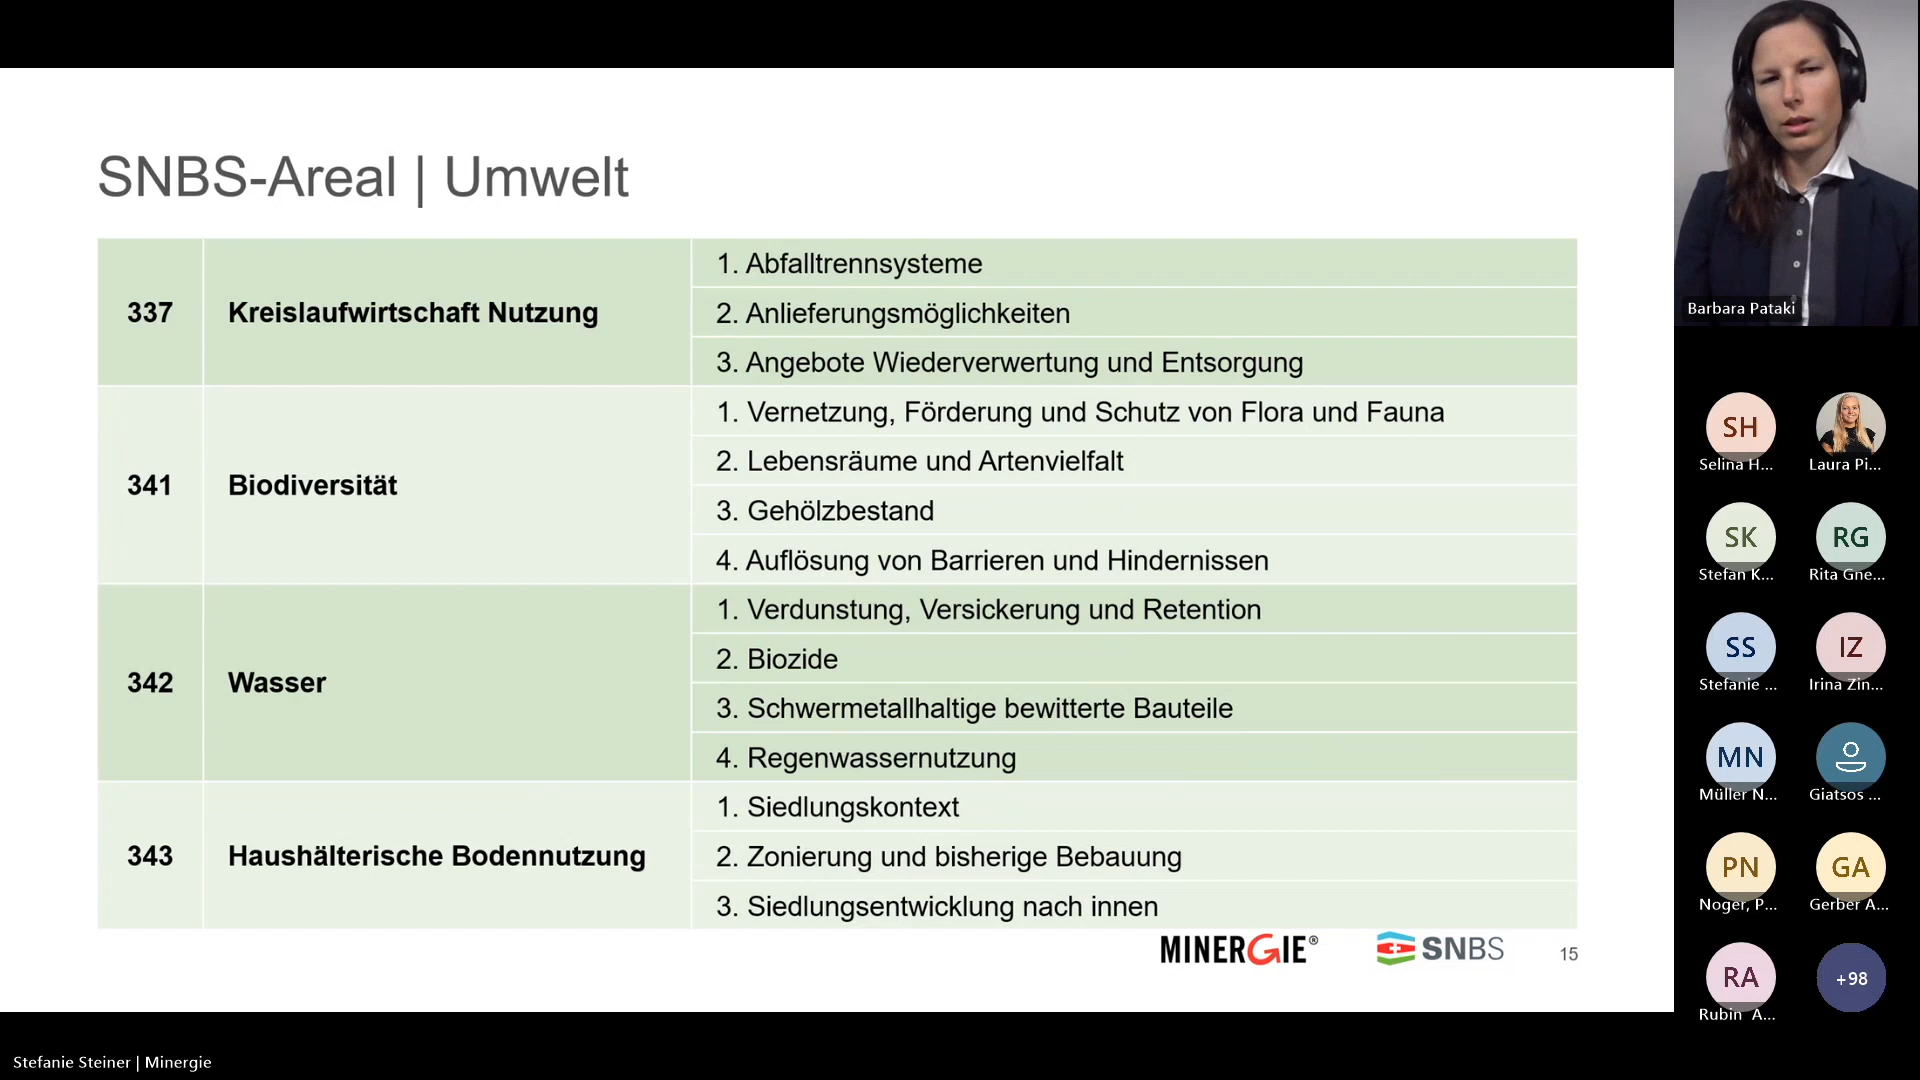 SNBS-Areal | Umwelt
337
Kreislaufwirtschaft Nutzung
1. Abfalltrennsysteme
2. Anlieferungsmöglichkeiten
3. Angebote Wiederverwertung und Entsorgung
341
Biodiversität
1. Vernetzung, Förderung und Schutz von Flora und Fauna
2. Lebensräume und Artenvielfalt
3. Gehölzbestand
4. Auflösung von Barrieren und Hindernissen
342
Wasser
1. Verdunstung, Versickerung und Retention
2. Biozide
3. Schwermetallhaltige bewitterte Bauteile
4. Regenwassernutzung
343
Haushälterische Bodennutzung
1. Siedlungskontext
2. Zonierung und bisherige Bebauung
3. Siedlungsentwicklung nach innen
MINERGIE®
SNBS
15
Barbara Pataki
SH
Selina H...
Laura Pi...
SK
Stefan K...
RG
Rita Gne...
SS
Stefanie ...
IZ
Irina Zin...
MN
Müller N...
Giatsos ...
PN
Noger, P...
GA
Gerber A...
RA
Rubin A...
+98
Stefanie Steiner | Minergie